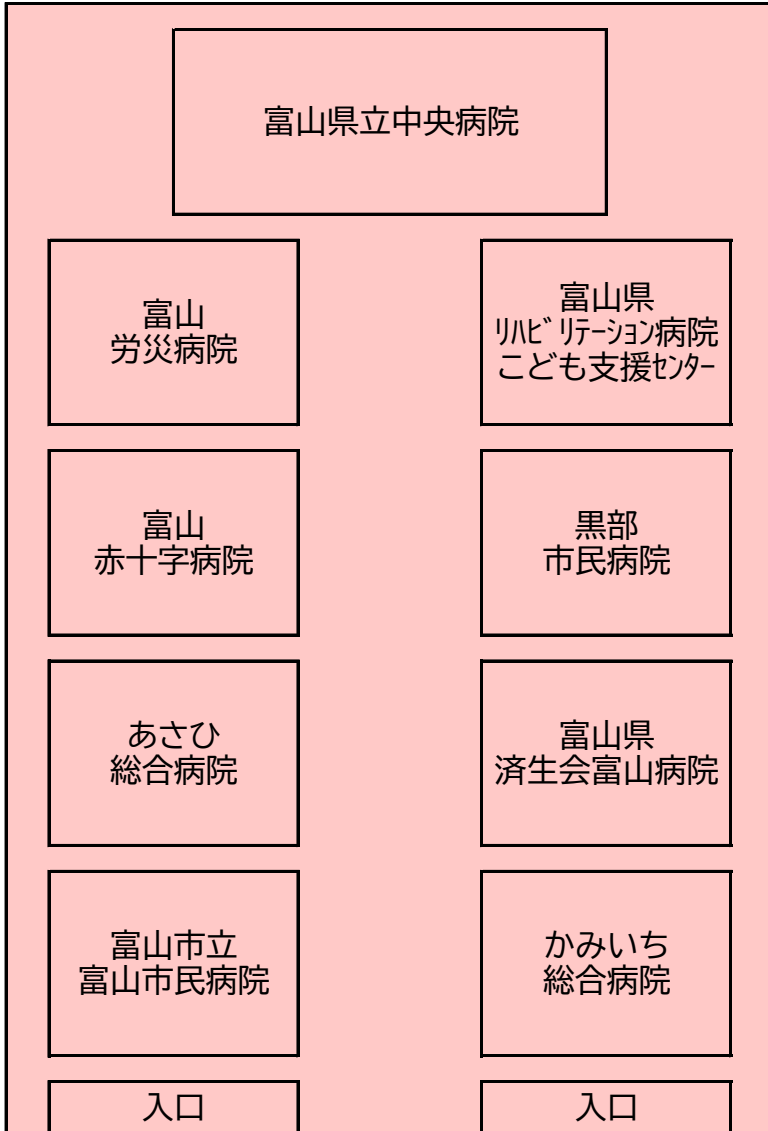 富山県立中央病院
富山
労災病院
富山県
ﾘﾊﾋﾞﾘﾃｰｼｮﾝ病院
こども支援ｾﾝﾀｰ
富山
赤十字病院
黒部
市民病院
あさひ
総合病院
富山県
済生会富山病院
富山市立
富山市民病院
かみいち
総合病院
入口
入口